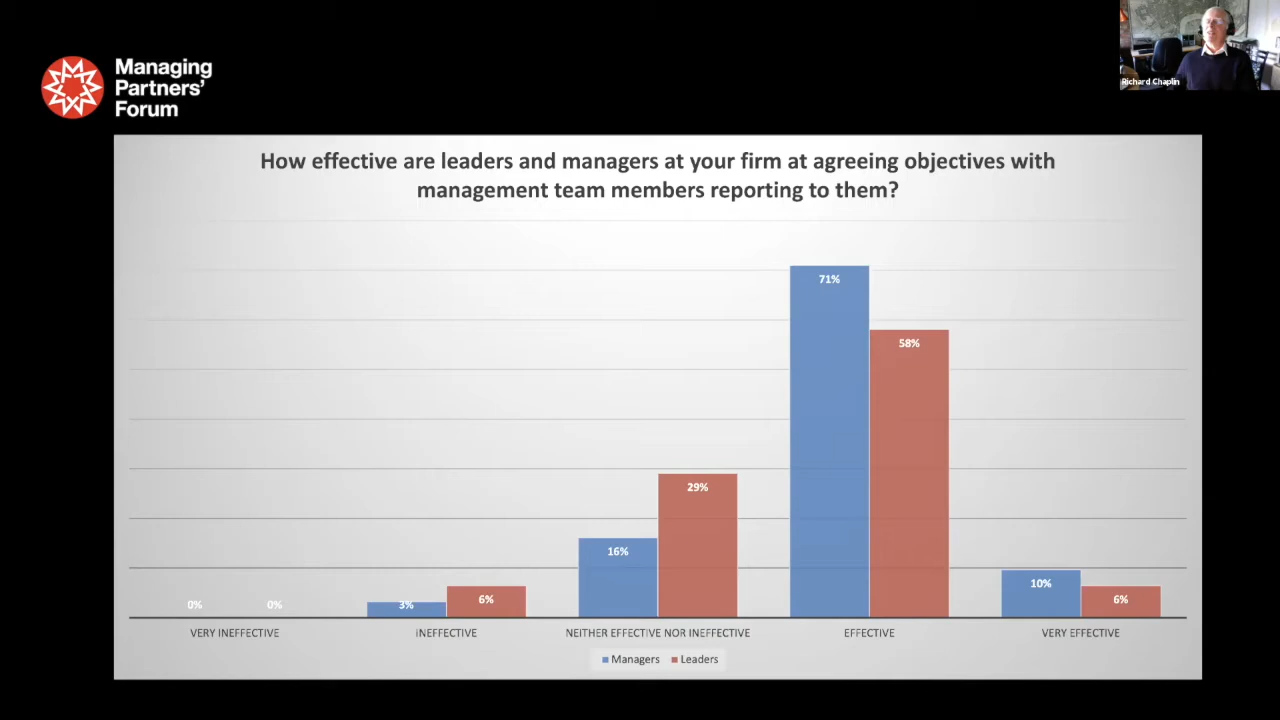 Managing
Partners'
Forum
Richard Chaplin
How effective are leaders and managers at your firm at agreeing objectives with
management team members reporting to them?
71%
58%
29%
16%
10%
0% 0% 3% 6% 6%
VERY INEFFECTIVE INEFFECTIVE NEITHER EFFECTIVE NOR INEFFECTIVE EFFECTIVE VERY EFFECTIVE
Managers Leaders